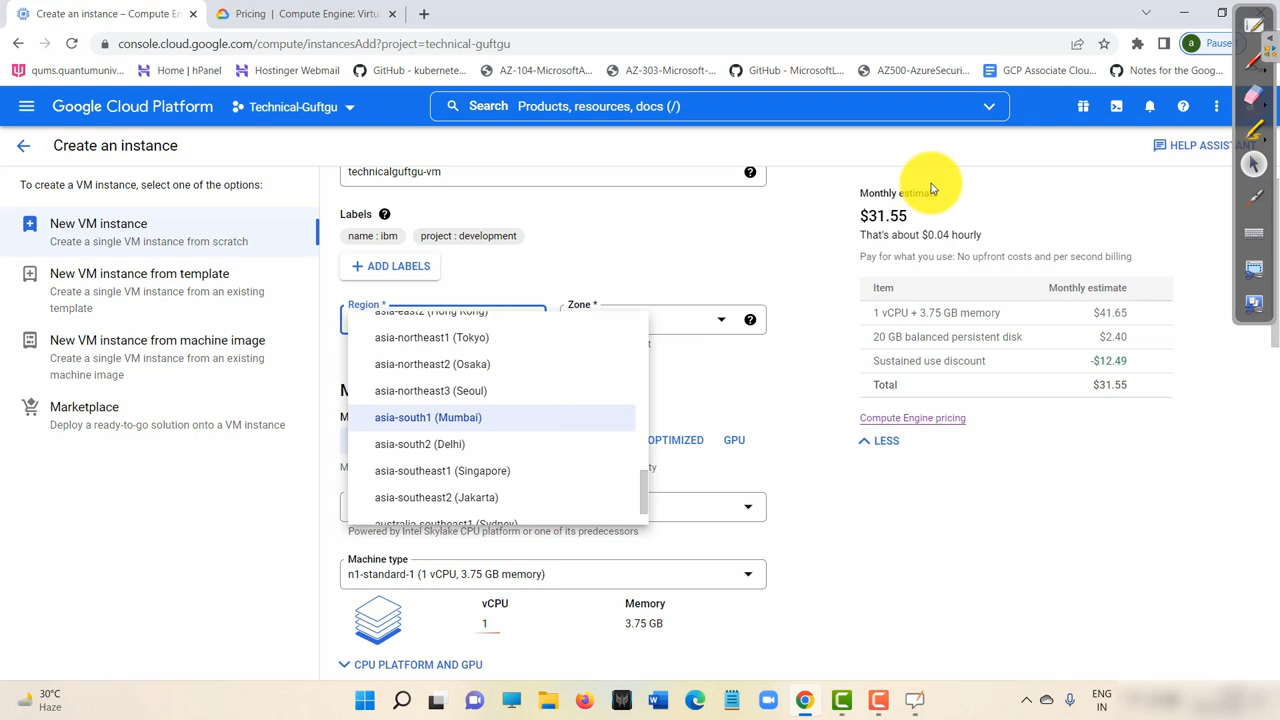 Create an instance – Compute En
Pricing | Compute Engine: Virtu
console.cloud.google.com/compute/instancesAdd?project=technical-guftgu
a
Pause
qums.quantumuniv...
Home | hPanel
Hostinger Webmail
GitHub - kubernete...
AZ-104-MicrosoftA...
AZ-303-Microsoft-...
GitHub - MicrosoftL...
AZ500-AzureSecuri...
GCP Associate Clou...
Notes for the Goog...
Google Cloud Platform
Technical-Guftgu
Search Products, resources, docs (/)
Create an instance
HELP ASSISTANT
To create a VM instance, select one of the options:
New VM instance
Create a single VM instance from scratch
New VM instance from template
Create a single VM instance from an existing
template
New VM instance from machine image
Create a single VM instance from an existing
machine image
Marketplace
Deploy a ready-to-go solution onto a VM instance
technicalguftgu-vm
Labels
name : ibm
project : development
+ ADD LABELS
Region *
Zone *
asia-east2 (Hong Kong)
asia-northeast1 (Tokyo)
asia-northeast2 (Osaka)
asia-northeast3 (Seoul)
asia-south1 (Mumbai)
asia-south2 (Delhi)
asia-southeast1 (Singapore)
asia-southeast2 (Jakarta)
australia-southeast1 (Sydney)
OPTIMIZED
GPU
Powered by Intel Skylake CPU platform or one of its predecessors
Machine type
n1-standard-1 (1 vCPU, 3.75 GB memory)
vCPU
Memory
1
3.75 GB
CPU PLATFORM AND GPU
Monthly estimate
$31.55
That's about $0.04 hourly
Pay for what you use: No upfront costs and per second billing
Item
Monthly estimate
1 vCPU + 3.75 GB memory
$41.65
20 GB balanced persistent disk
$2.40
Sustained use discount
-$12.49
Total
$31.55
Compute Engine pricing
LESS
30°C
Haze
ENG
IN